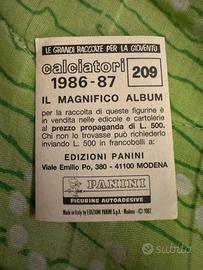 LE GRANDI RACCOLTE PER LA GIOVENTÙ
calciatori
1986-87
209
IL MAGNIFICO ALBUM
per la raccolta di queste figurine è
in vendita nelle edicole e cartolerie
al prezzo propaganda di L. 500.
Chi non lo trovasse può richiederlo
inviando L. 500 in francobolli a:
EDIZIONI PANINI
Viale Emilio Po, 380 - 41100 MODENA
PANINI
FIGURINE AUTOADESIVE
Made in Italy by EDIZIONI PANINI S.p.A. - Modena © 1987
subito